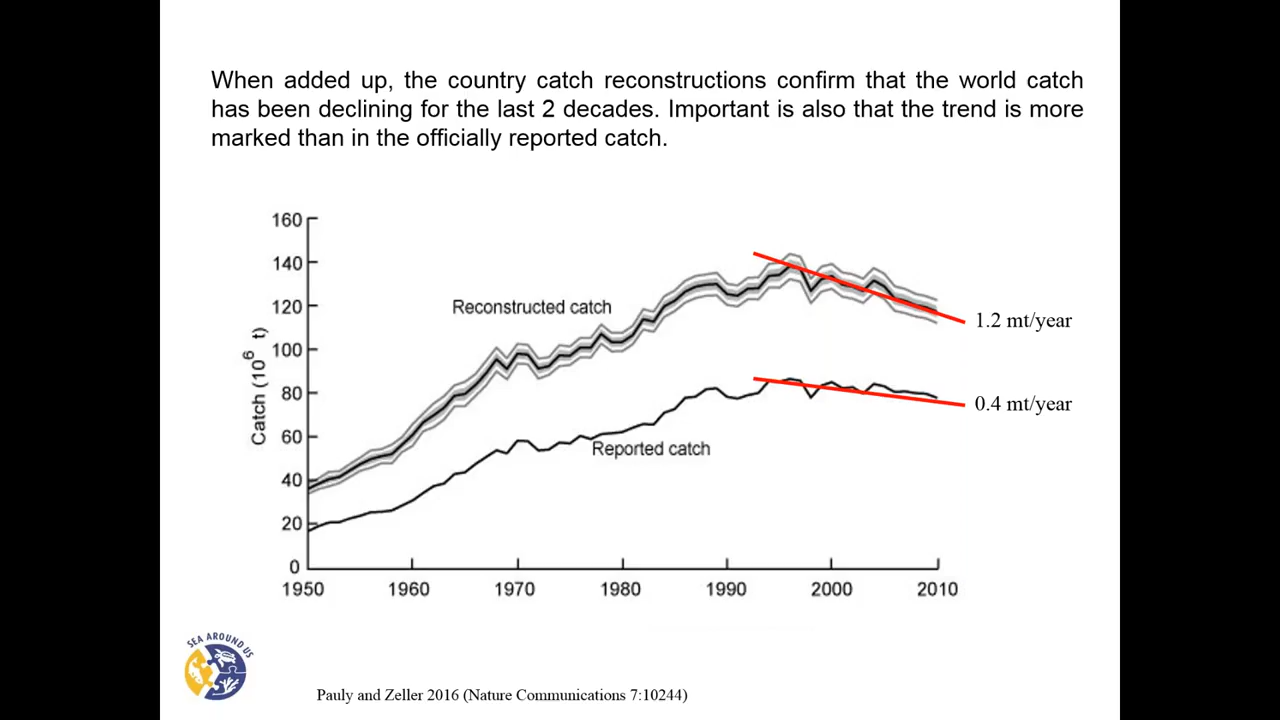 When added up, the country catch reconstructions confirm that the world catch
has been declining for the last 2 decades. Important is also that the trend is more
marked than in the officially reported catch.
160
140
120
100
80
60
40
20
0
Catch (10⁶ t)
Reconstructed catch
1.2 mt/year
0.4 mt/year
Reported catch
1950 1960 1970 1980 1990 2000 2010
SEA AROUND US
Pauly and Zeller 2016 (Nature Communications 7:10244)